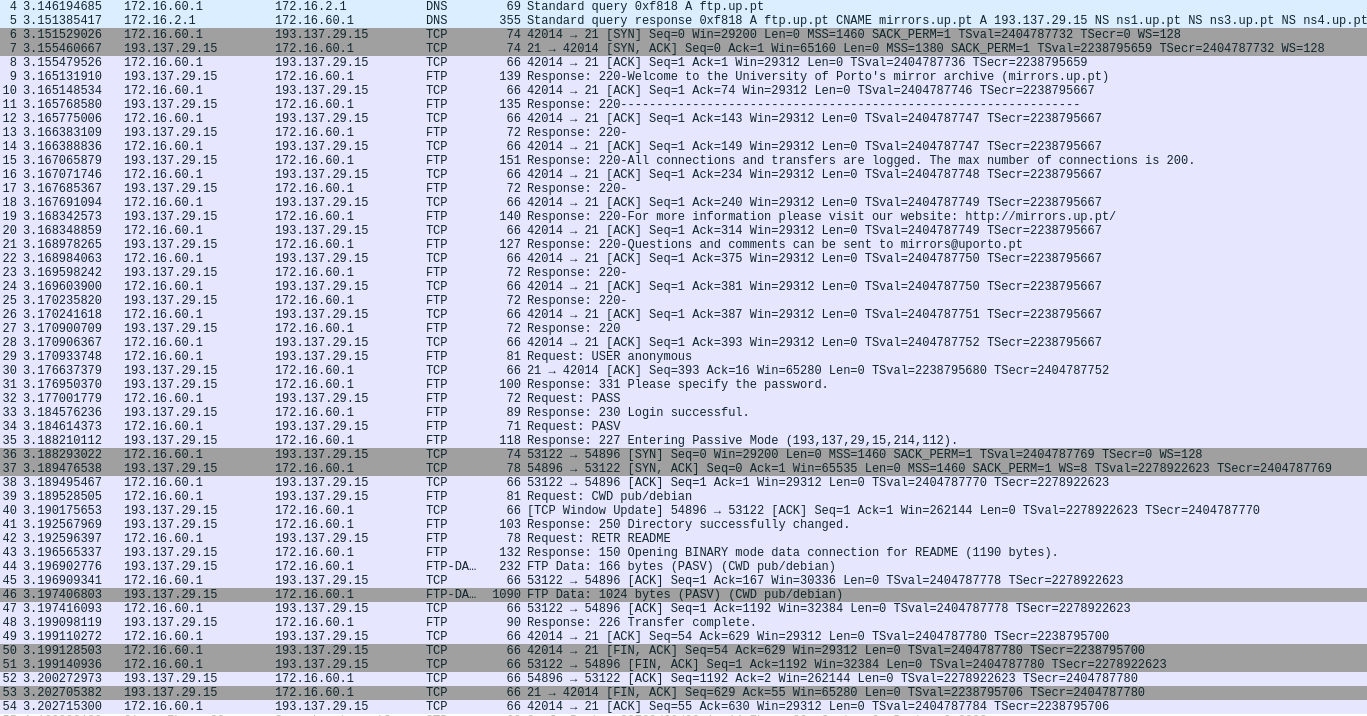 4 3.146194685 172.16.60.1 172.16.2.1 DNS 69 Standard query 0xf818 A ftp.up.pt
5 3.151385417 172.16.2.1 172.16.60.1 DNS 355 Standard query response 0xf818 A ftp.up.pt CNAME mirrors.up.pt A 193.137.29.15 NS ns1.up.pt NS ns3.up.pt NS ns4.up.pt
6 3.151529026 172.16.60.1 193.137.29.15 TCP 74 42014 → 21 [SYN] Seq=0 Win=29200 Len=0 MSS=1460 SACK_PERM=1 TSval=2404787732 TSecr=0 WS=128
7 3.155460667 193.137.29.15 172.16.60.1 TCP 74 21 → 42014 [SYN, ACK] Seq=0 Ack=1 Win=65160 Len=0 MSS=1380 SACK_PERM=1 TSval=2238795659 TSecr=2404787732 WS=128
8 3.155479526 172.16.60.1 193.137.29.15 TCP 66 42014 → 21 [ACK] Seq=1 Ack=1 Win=29312 Len=0 TSval=2404787736 TSecr=2238795659
9 3.165131910 193.137.29.15 172.16.60.1 FTP 139 Response: 220-Welcome to the University of Porto's mirror archive (mirrors.up.pt)
10 3.165148534 172.16.60.1 193.137.29.15 TCP 66 42014 → 21 [ACK] Seq=1 Ack=74 Win=29312 Len=0 TSval=2404787746 TSecr=2238795667
11 3.165768580 193.137.29.15 172.16.60.1 FTP 135 Response: 220----------------------------------------------------------------
12 3.165775006 172.16.60.1 193.137.29.15 TCP 66 42014 → 21 [ACK] Seq=1 Ack=143 Win=29312 Len=0 TSval=2404787747 TSecr=2238795667
13 3.166383109 193.137.29.15 172.16.60.1 FTP 72 Response: 220-
14 3.166388836 172.16.60.1 193.137.29.15 TCP 66 42014 → 21 [ACK] Seq=1 Ack=149 Win=29312 Len=0 TSval=2404787747 TSecr=2238795667
15 3.167065879 193.137.29.15 172.16.60.1 FTP 151 Response: 220-All connections and transfers are logged. The max number of connections is 200.
16 3.167071746 172.16.60.1 193.137.29.15 TCP 66 42014 → 21 [ACK] Seq=1 Ack=234 Win=29312 Len=0 TSval=2404787748 TSecr=2238795667
17 3.167685367 193.137.29.15 172.16.60.1 FTP 72 Response: 220-
18 3.167691094 172.16.60.1 193.137.29.15 TCP 66 42014 → 21 [ACK] Seq=1 Ack=240 Win=29312 Len=0 TSval=2404787749 TSecr=2238795667
19 3.168342573 193.137.29.15 172.16.60.1 FTP 140 Response: 220-For more information please visit our website: http://mirrors.up.pt/
20 3.168348859 172.16.60.1 193.137.29.15 TCP 66 42014 → 21 [ACK] Seq=1 Ack=314 Win=29312 Len=0 TSval=2404787749 TSecr=2238795667
21 3.168978265 193.137.29.15 172.16.60.1 FTP 127 Response: 220-Questions and comments can be sent to mirrors@uporto.pt
22 3.168984063 172.16.60.1 193.137.29.15 TCP 66 42014 → 21 [ACK] Seq=1 Ack=375 Win=29312 Len=0 TSval=2404787750 TSecr=2238795667
23 3.169598242 193.137.29.15 172.16.60.1 FTP 72 Response: 220-
24 3.169603900 172.16.60.1 193.137.29.15 TCP 66 42014 → 21 [ACK] Seq=1 Ack=381 Win=29312 Len=0 TSval=2404787750 TSecr=2238795667
25 3.170235820 193.137.29.15 172.16.60.1 FTP 72 Response: 220-
26 3.170241618 172.16.60.1 193.137.29.15 TCP 66 42014 → 21 [ACK] Seq=1 Ack=387 Win=29312 Len=0 TSval=2404787751 TSecr=2238795667
27 3.170900709 193.137.29.15 172.16.60.1 FTP 72 Response: 220
28 3.170906367 172.16.60.1 193.137.29.15 TCP 66 42014 → 21 [ACK] Seq=1 Ack=393 Win=29312 Len=0 TSval=2404787752 TSecr=2238795667
29 3.170933748 172.16.60.1 193.137.29.15 FTP 81 Request: USER anonymous
30 3.176637379 193.137.29.15 172.16.60.1 TCP 66 21 → 42014 [ACK] Seq=393 Ack=16 Win=65280 Len=0 TSval=2238795680 TSecr=2404787752
31 3.176950370 193.137.29.15 172.16.60.1 FTP 100 Response: 331 Please specify the password.
32 3.177001779 172.16.60.1 193.137.29.15 FTP 72 Request: PASS
33 3.184576236 193.137.29.15 172.16.60.1 FTP 89 Response: 230 Login successful.
34 3.184614373 172.16.60.1 193.137.29.15 FTP 71 Request: PASV
35 3.188210112 193.137.29.15 172.16.60.1 FTP 118 Response: 227 Entering Passive Mode (193,137,29,15,214,112).
36 3.188293022 172.16.60.1 193.137.29.15 TCP 74 53122 → 54896 [SYN] Seq=0 Win=29200 Len=0 MSS=1460 SACK_PERM=1 TSval=2404787769 TSecr=0 WS=128
37 3.189476538 193.137.29.15 172.16.60.1 TCP 78 54896 → 53122 [SYN, ACK] Seq=0 Ack=1 Win=65535 Len=0 MSS=1460 SACK_PERM=1 WS=8 TSval=2278922623 TSecr=2404787769
38 3.189495467 172.16.60.1 193.137.29.15 TCP 66 53122 → 54896 [ACK] Seq=1 Ack=1 Win=29312 Len=0 TSval=2404787770 TSecr=2278922623
39 3.189528505 172.16.60.1 193.137.29.15 FTP 81 Request: CWD pub/debian
40 3.190175653 193.137.29.15 172.16.60.1 TCP 66 [TCP Window Update] 54896 → 53122 [ACK] Seq=1 Ack=1 Win=262144 Len=0 TSval=2278922623 TSecr=2404787770
41 3.192567969 193.137.29.15 172.16.60.1 FTP 103 Response: 250 Directory successfully changed.
42 3.192596397 172.16.60.1 193.137.29.15 FTP 78 Request: RETR README
43 3.196565337 193.137.29.15 172.16.60.1 FTP 132 Response: 150 Opening BINARY mode data connection for README (1190 bytes).
44 3.196902776 193.137.29.15 172.16.60.1 FTP-DA… 232 FTP Data: 166 bytes (PASV) (CWD pub/debian)
45 3.196909341 172.16.60.1 193.137.29.15 TCP 66 53122 → 54896 [ACK] Seq=1 Ack=167 Win=30336 Len=0 TSval=2404787778 TSecr=2278922623
46 3.197406803 193.137.29.15 172.16.60.1 FTP-DA… 1090 FTP Data: 1024 bytes (PASV) (CWD pub/debian)
47 3.197416093 172.16.60.1 193.137.29.15 TCP 66 53122 → 54896 [ACK] Seq=1 Ack=1192 Win=32384 Len=0 TSval=2404787778 TSecr=2278922623
48 3.199098119 193.137.29.15 172.16.60.1 FTP 90 Response: 226 Transfer complete.
49 3.199110272 172.16.60.1 193.137.29.15 TCP 66 42014 → 21 [ACK] Seq=54 Ack=629 Win=29312 Len=0 TSval=2404787780 TSecr=2238795700
50 3.199128503 172.16.60.1 193.137.29.15 TCP 66 42014 → 21 [FIN, ACK] Seq=54 Ack=629 Win=29312 Len=0 TSval=2404787780 TSecr=2238795700
51 3.199140936 172.16.60.1 193.137.29.15 TCP 66 53122 → 54896 [FIN, ACK] Seq=1 Ack=1192 Win=32384 Len=0 TSval=2404787780 TSecr=2278922623
52 3.200272973 193.137.29.15 172.16.60.1 TCP 66 54896 → 53122 [ACK] Seq=1192 Ack=2 Win=262144 Len=0 TSval=2278922623 TSecr=2404787780
53 3.202705382 193.137.29.15 172.16.60.1 TCP 66 21 → 42014 [FIN, ACK] Seq=629 Ack=55 Win=65280 Len=0 TSval=2238795706 TSecr=2404787780
54 3.202715300 172.16.60.1 193.137.29.15 TCP 66 42014 → 21 [ACK] Seq=55 Ack=630 Win=29312 Len=0 TSval=2404787784 TSecr=2238795706